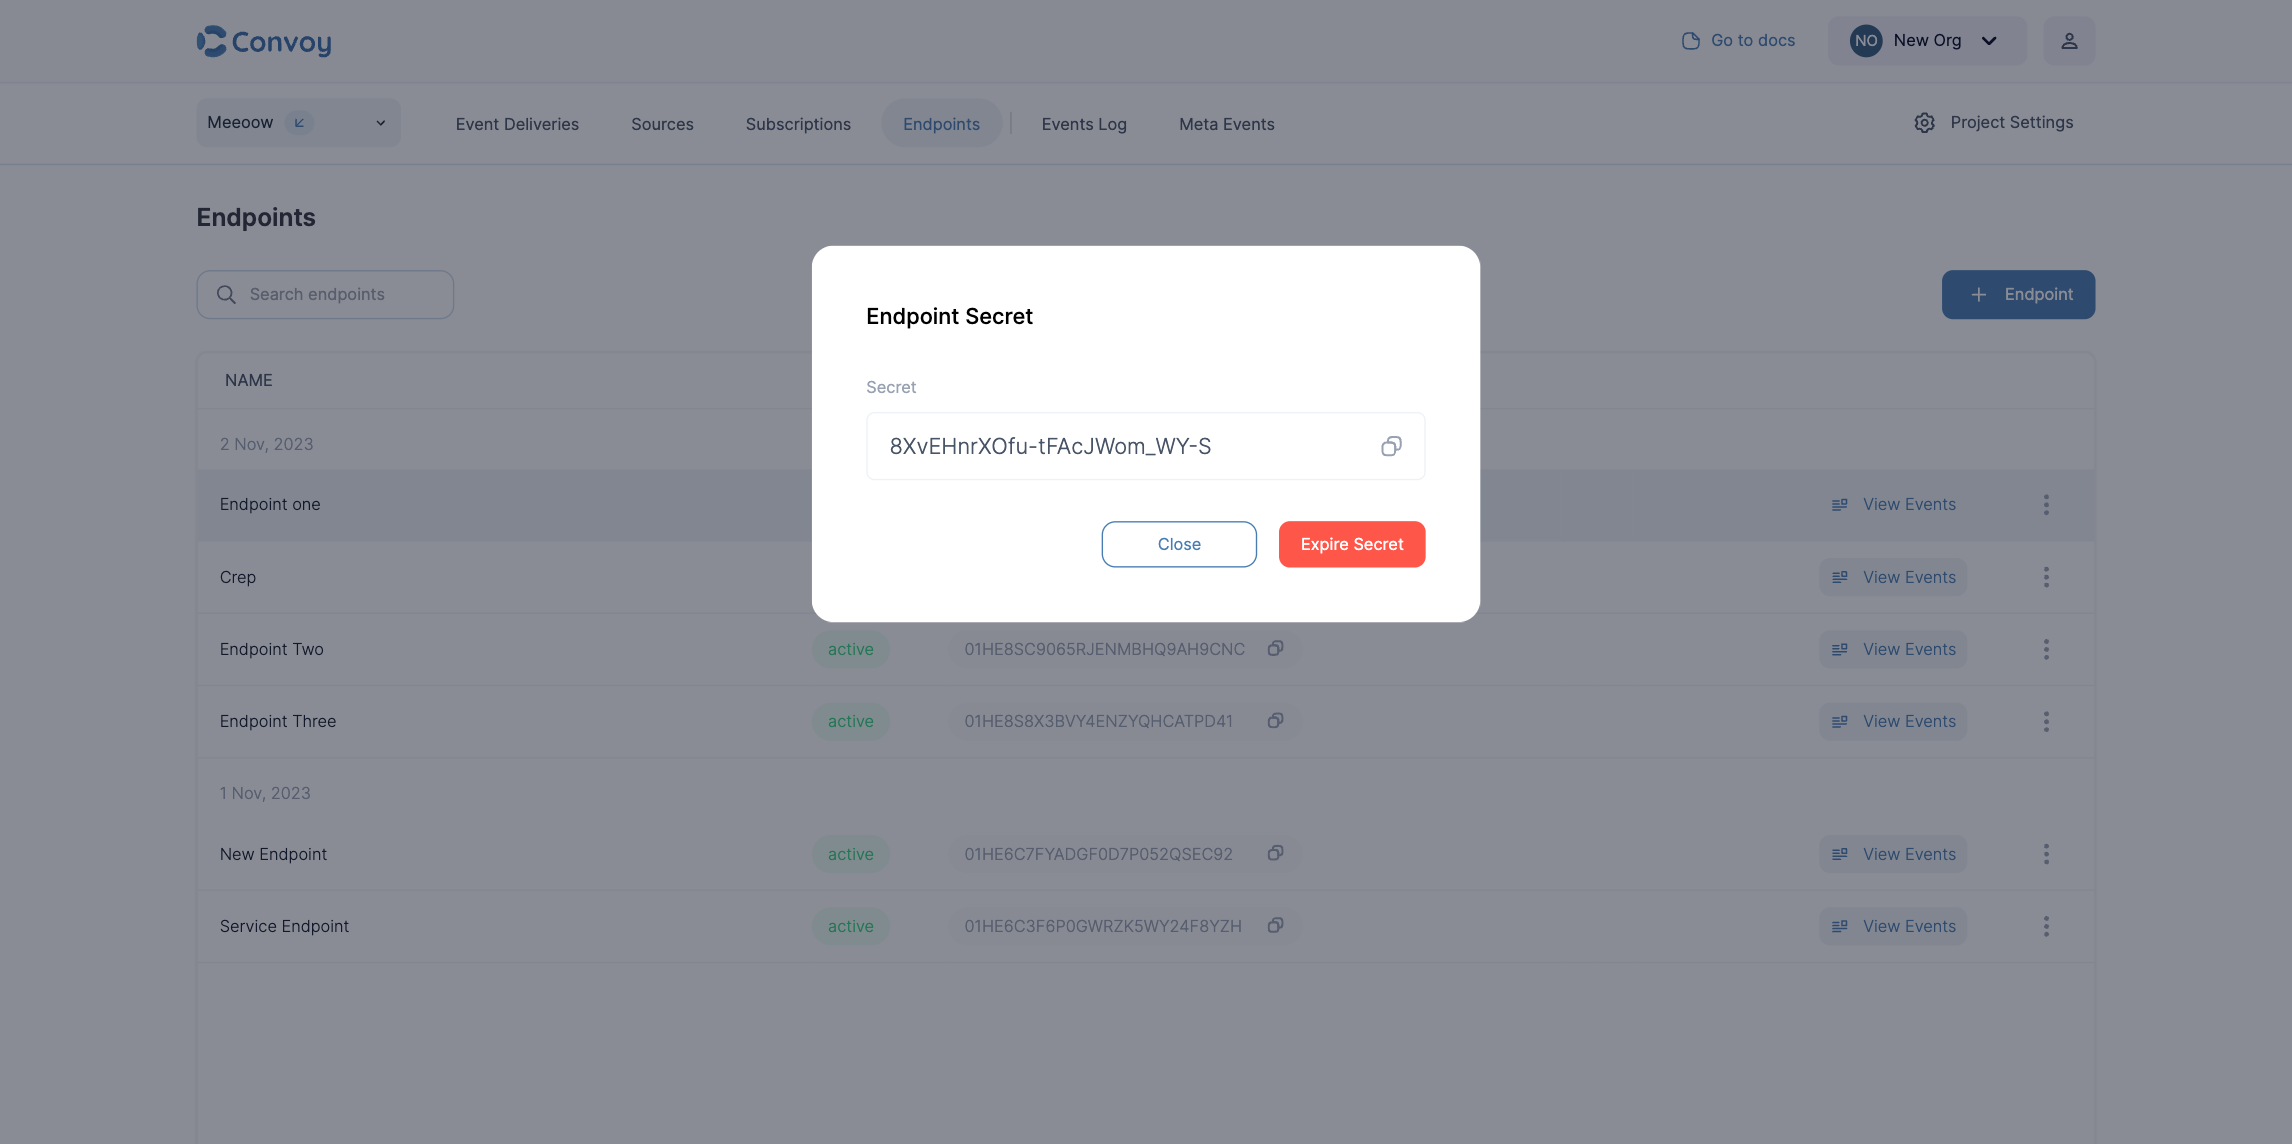 Convoy
Go to docs
NO New Org
Meeoow
Event Deliveries Sources Subscriptions Endpoints Events Log Meta Events
Project Settings
Endpoints
Search endpoints
Endpoint
NAME
2 Nov, 2023
Endpoint one View Events
Crep View Events
Endpoint Two active 01HE8SC9065RJENMBHQ9AH9CNC View Events
Endpoint Three active 01HE8S8X3BVY4ENZYQHCATPD41 View Events
1 Nov, 2023
New Endpoint active 01HE6C7FYADGF0D7P052QSEC92 View Events
Service Endpoint active 01HE6C3F6P0GWRZK5WY24F8YZH View Events
Endpoint Secret
Secret
8XvEHnrXOfu-tFAcJWom_WY-S
Close Expire Secret